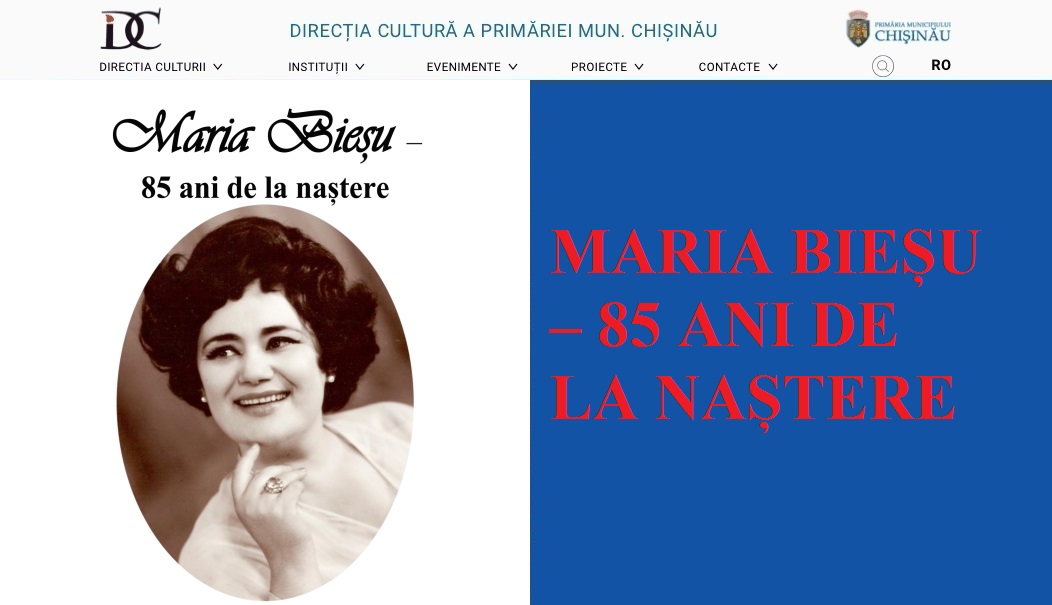 DC
DIRECȚIA CULTURĂ A PRIMĂRIEI MUN. CHIȘINĂU
PRIMĂRIA MUNICIPIULUI
CHIȘINĂU
DIRECTIA CULTURII
INSTITUȚII
EVENIMENTE
PROIECTE
CONTACTE
RO
Maria Bieșu –
85 ani de la naștere
MARIA BIEȘU
– 85 ANI DE
LA NAȘTERE